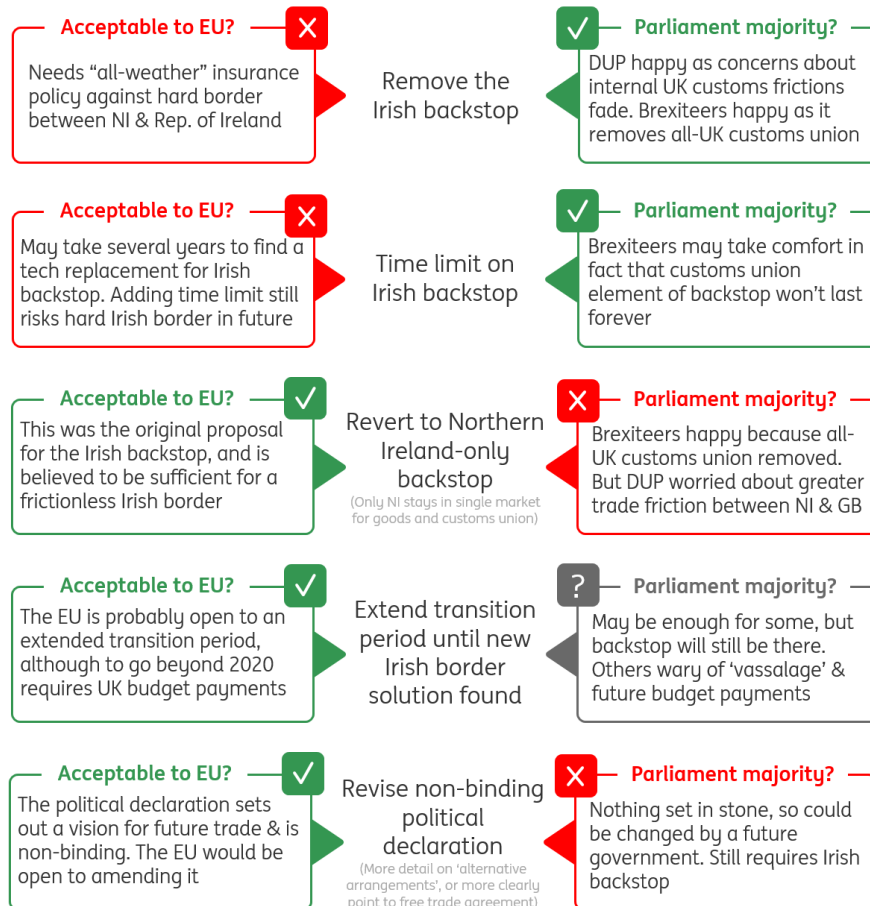 Acceptable to EU?
Needs “all-weather” insurance
policy against hard border
between NI & Rep. of Ireland
Remove the
Irish backstop
Parliament majority?
DUP happy as concerns about
internal UK customs frictions
fade. Brexiteers happy as it
removes all-UK customs union
Acceptable to EU?
May take several years to find a
tech replacement for Irish
backstop. Adding time limit still
risks hard Irish border in future
Time limit on
Irish backstop
Parliament majority?
Brexiteers may take comfort in
fact that customs union
element of backstop won’t last
forever
Acceptable to EU?
This was the original proposal
for the Irish backstop, and is
believed to be sufficient for a
frictionless Irish border
Revert to Northern
Ireland-only
backstop
(Only NI stays in single market
for goods and customs union)
Parliament majority?
Brexiteers happy because all-
UK customs union removed.
But DUP worried about greater
trade friction between NI & GB
Acceptable to EU?
The EU is probably open to an
extended transition period,
although to go beyond 2020
requires UK budget payments
Extend transition
period until new
Irish border
solution found
?
Parliament majority?
May be enough for some, but
backstop will still be there.
Others wary of ‘vassalage’ &
future budget payments
Acceptable to EU?
The political declaration sets
out a vision for future trade & is
non-binding. The EU would be
open to amending it
Revise non-binding
political
declaration
(More detail on ‘alternative
arrangements’, or more clearly
point to free trade agreement)
Parliament majority?
Nothing set in stone, so could
be changed by a future
government. Still requires Irish
backstop